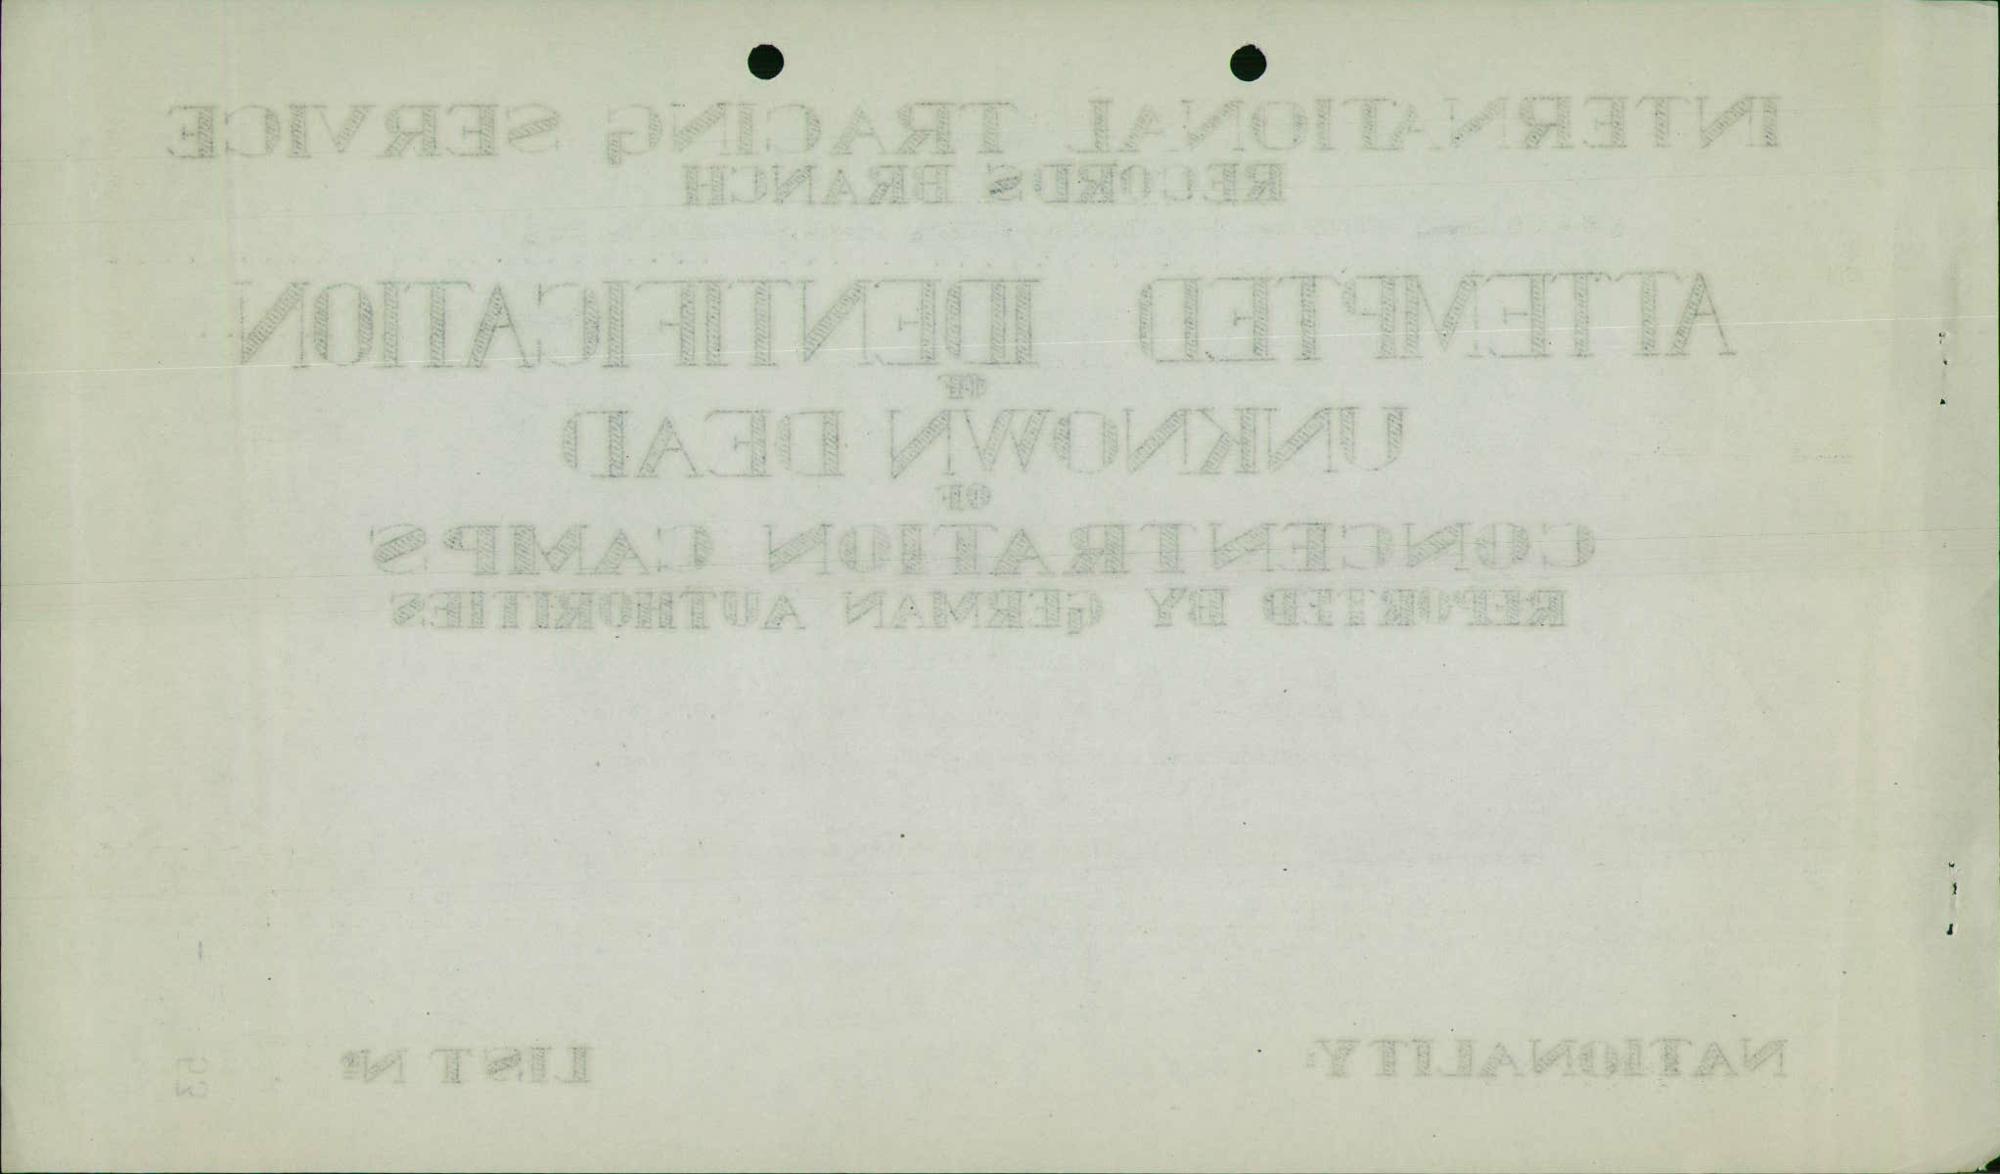 INTERNATIONAL TRACING SERVICE
RECORDS BRANCH
ATTEMPTED IDENTIFICATION
OF
UNKNOWN DEAD
OF
CONCENTRATION CAMPS
REPORTED BY GERMAN AUTHORITIES
NATIONALITY:
LIST Nº
53